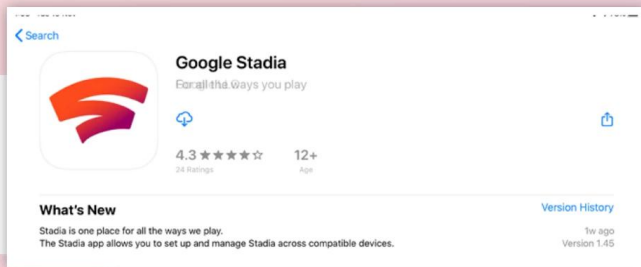 Search
Google Stadia
For all the ways you play
4.3 ★★★★☆
12+
24 Ratings
Age
What's New
Version History
Stadia is one place for all the ways we play.
1w ago
The Stadia app allows you to set up and manage Stadia across compatible devices.
Version 1.45